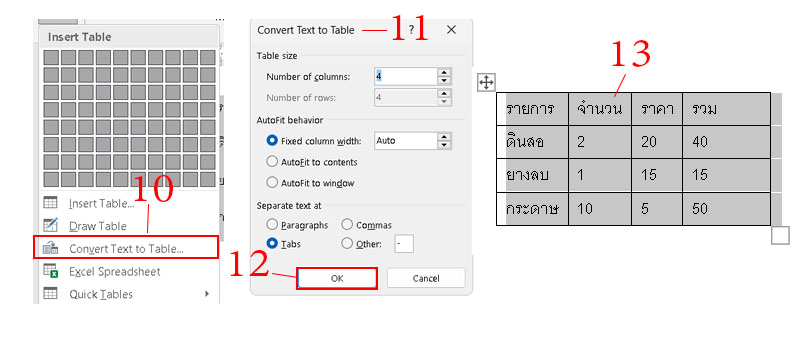 Insert Table
Insert Table...
10
Draw Table
Convert Text to Table...
Excel Spreadsheet
Quick Tables
Convert Text to Table
11
?
Table size
Number of columns: 4
Number of rows: 4
AutoFit behavior
Fixed column width: Auto
AutoFit to contents
AutoFit to window
Separate text at
Paragraphs Commas
Tabs Other: -
12
OK Cancel
13
รายการ จำนวน ราคา รวม
ดินสอ 2 20 40
ยางลบ 1 15 15
กระดาษ 10 5 50